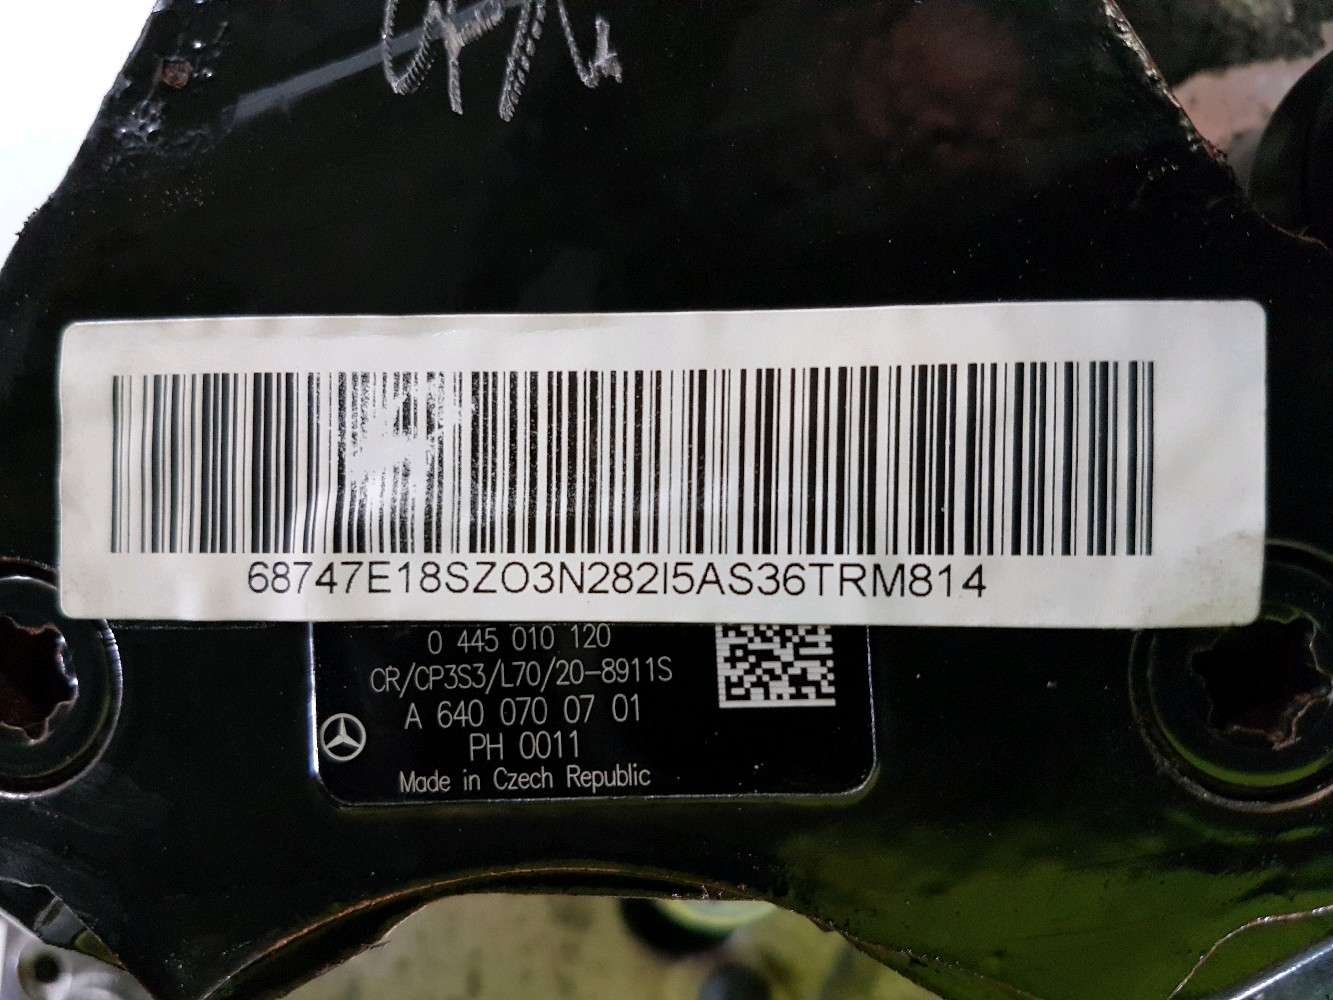 68747E18SZO3N282I5AS36TRM814
0 445 010 120
CR/CP3S3/L70/20-8911S
A 640 070 07 01
PH 0011
Made in Czech Republic